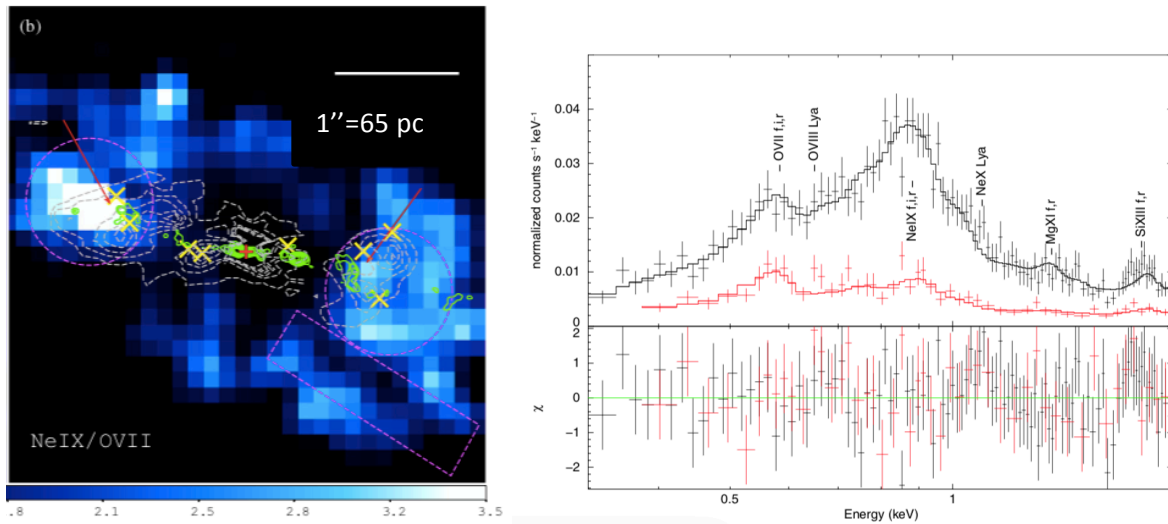 (b)
1’’=65 pc
NeIX/OVII
.8
2.1
2.5
2.8
3.2
3.5
normalized counts s⁻¹ keV⁻¹
0.04
0.03
0.02
0.01
0
OVII f,i,r
OVIII Lya
NeIX f,i,r
NeX Lya
MgXI f,r
SiXIII f,r
χ
2
1
0
-1
-2
0.5
1
Energy (keV)